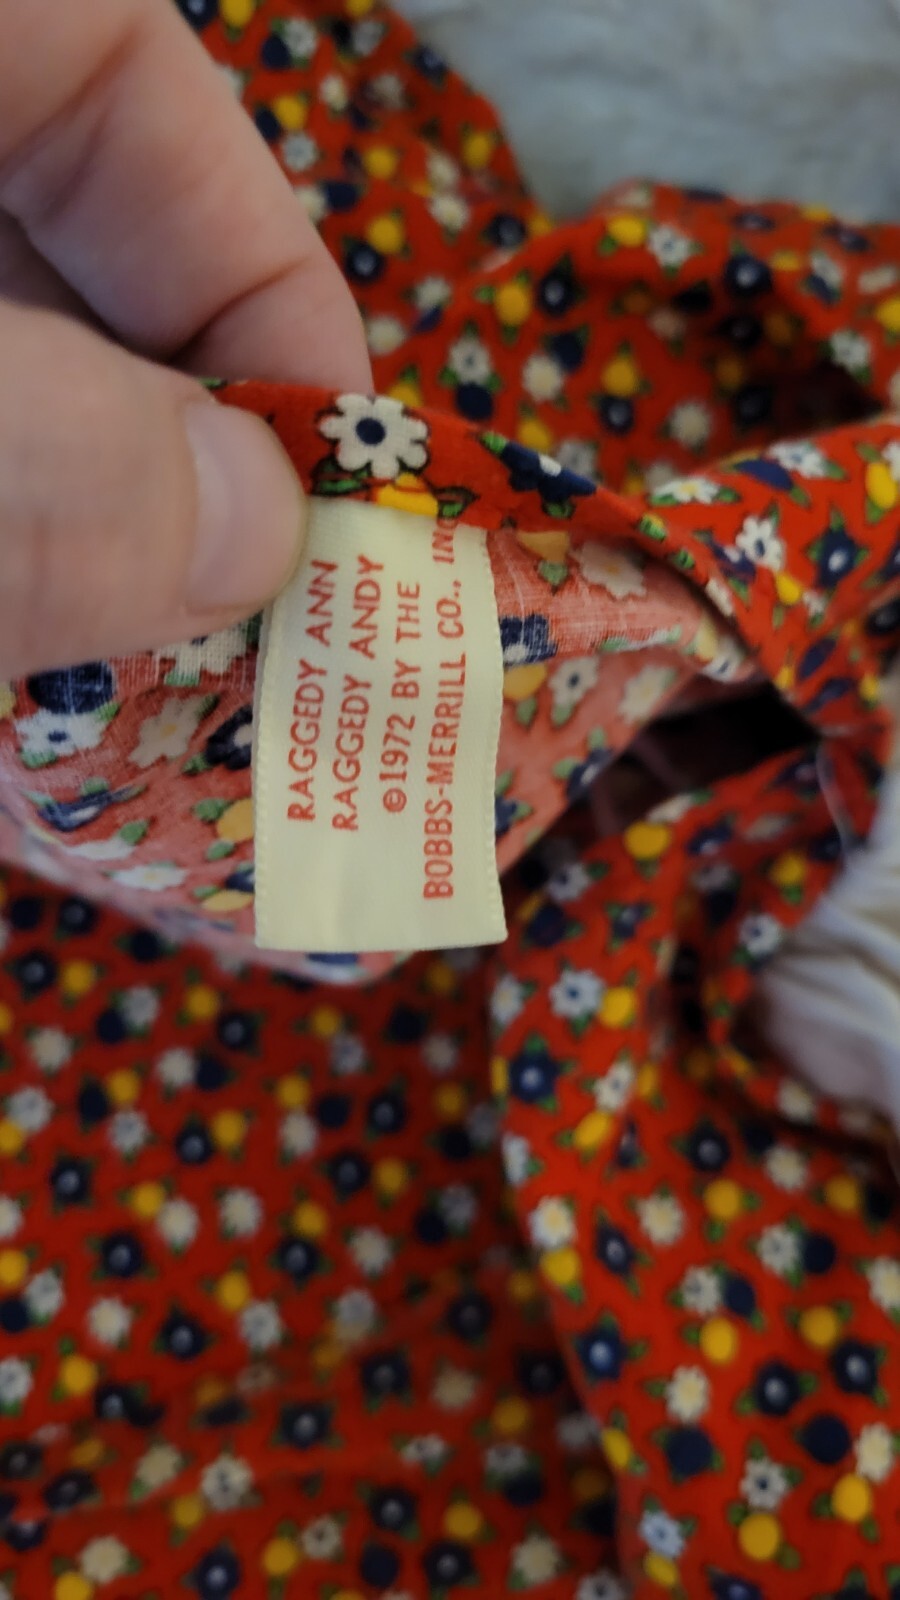 RAGGEDY ANN
RAGGEDY ANDY
©1972 BY THE
BOBBS-MERRILL CO., INC